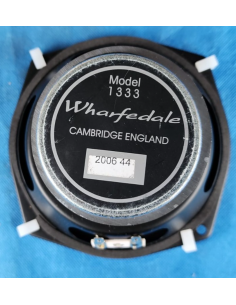 Model
1333
Wharfedale
CAMBRIDGE ENGLAND
2006 44